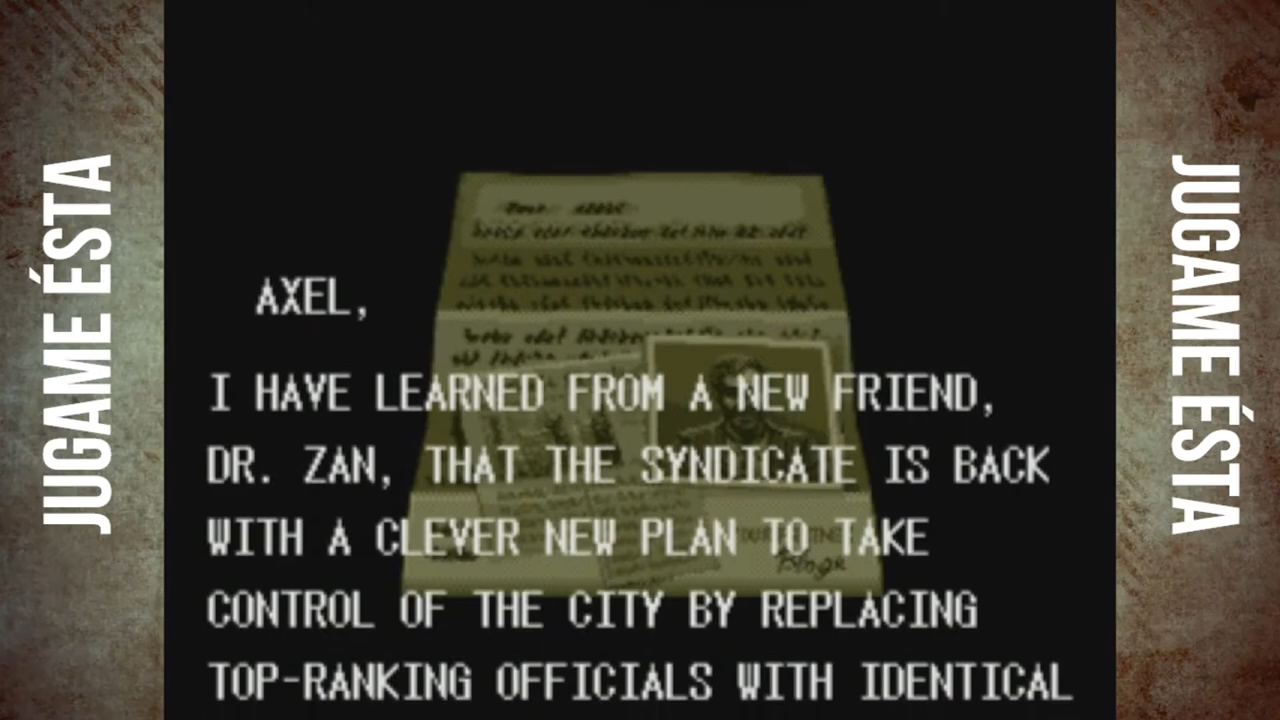 JUGAME ÉSTA
AXEL,
I HAVE LEARNED FROM A NEW FRIEND,
DR. ZAN, THAT THE SYNDICATE IS BACK
WITH A CLEVER NEW PLAN TO TAKE
CONTROL OF THE CITY BY REPLACING
TOP-RANKING OFFICIALS WITH IDENTICAL
JUGAME ÉSTA